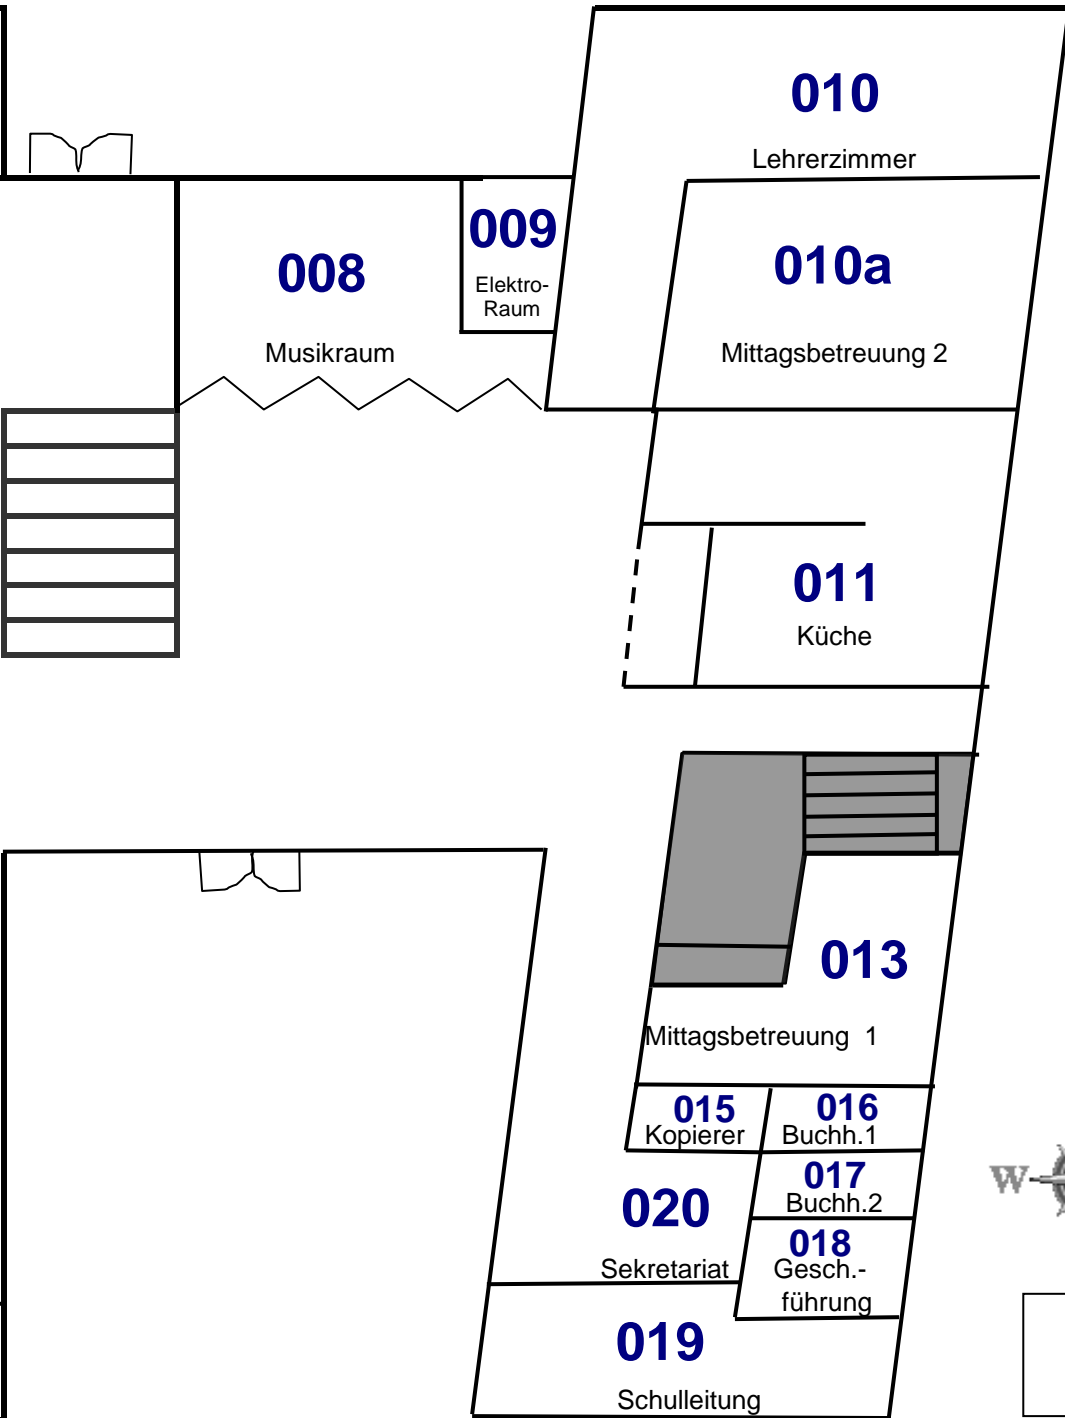 010
Lehrerzimmer
009
Elektro-
Raum
008
Musikraum
010a
Mittagsbetreuung 2
011
Küche
013
Mittagsbetreuung 1
015
Kopierer
016
Buchh.1
017
Buchh.2
W
020
Sekretariat
018
Gesch.-
führung
019
Schulleitung